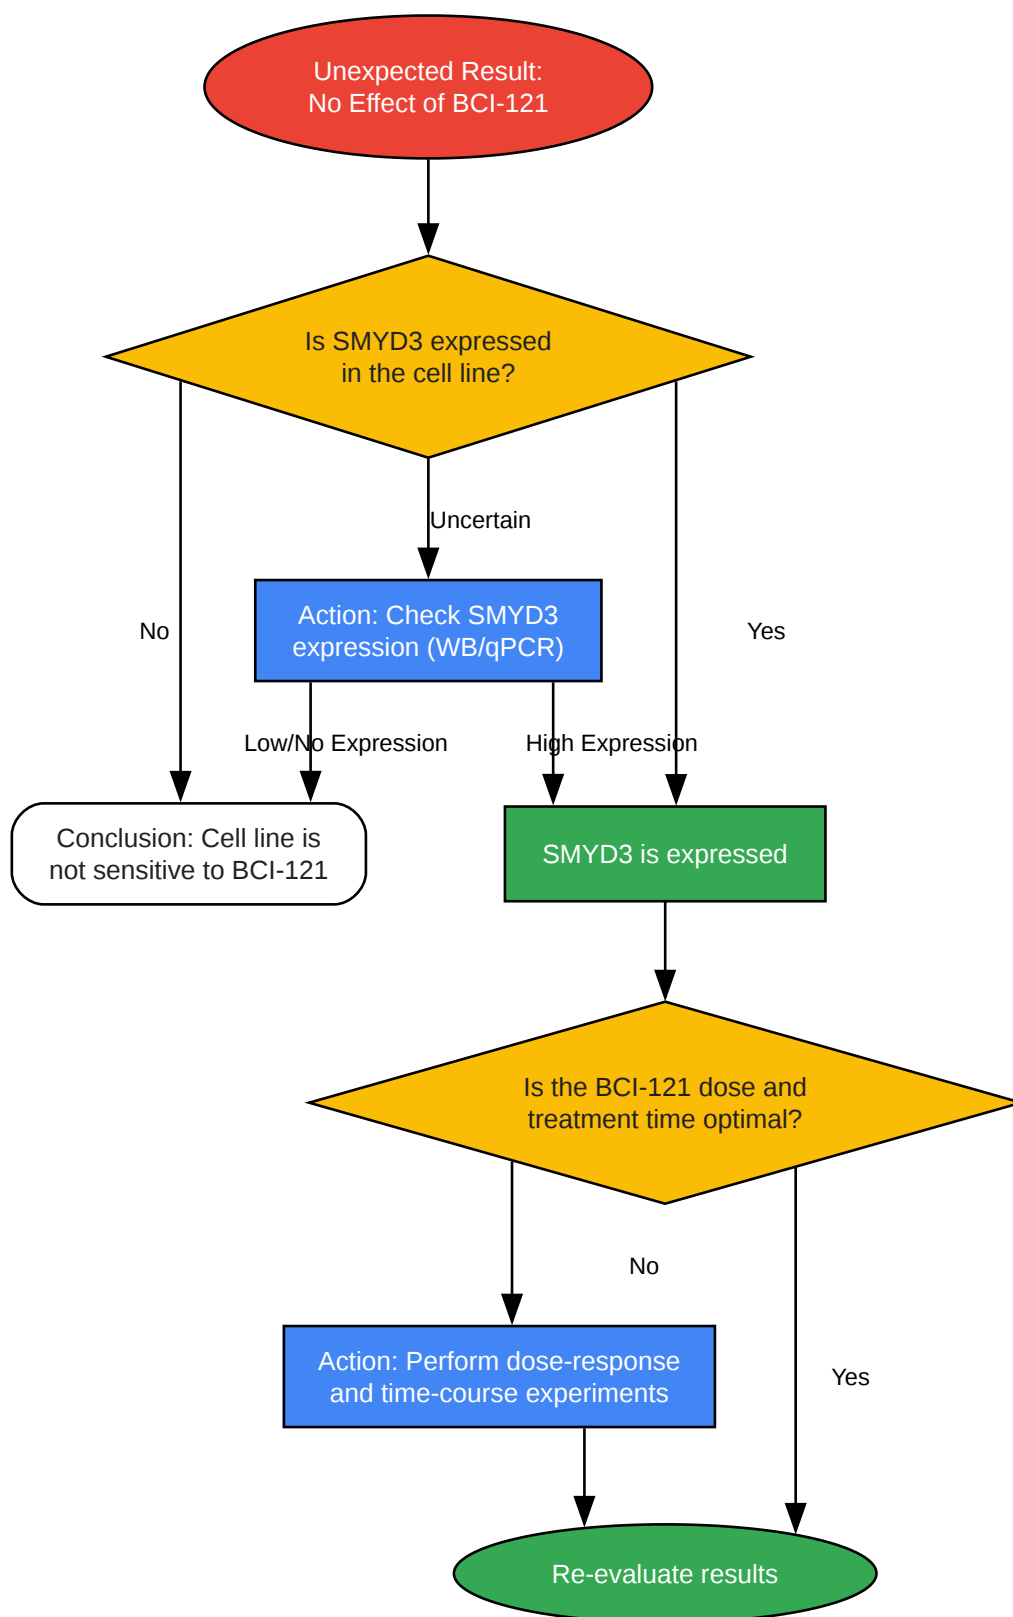 Unexpected Result:
No Effect of BCI-121
Is SMYD3 expressed
in the cell line?
Uncertain
Action: Check SMYD3
expression (WB/qPCR)
No
Yes
Low/No Expression
High Expression
Conclusion: Cell line is
not sensitive to BCI-121
SMYD3 is expressed
Is the BCI-121 dose and
treatment time optimal?
No
Action: Perform dose-response
and time-course experiments
Yes
Re-evaluate results